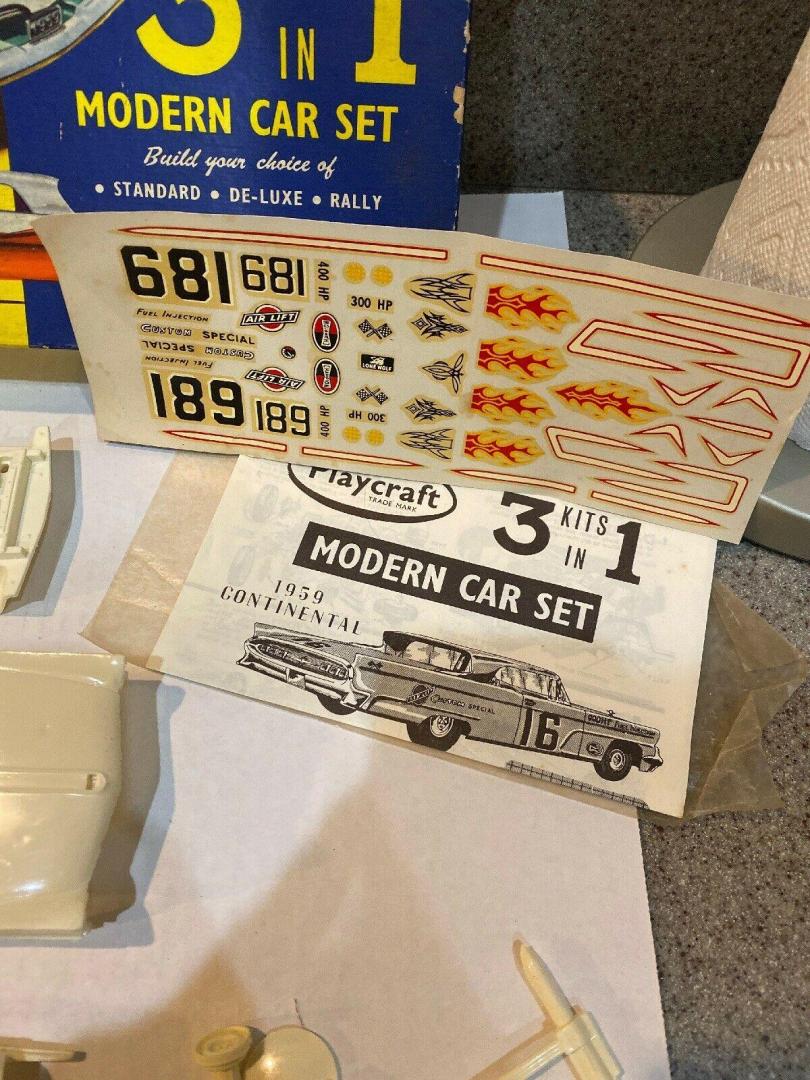 3 IN 1
MODERN CAR SET
Build your choice of
• STANDARD • DE-LUXE • RALLY
681 681 400 HP
300 HP
FUEL INJECTION
AIR LIFT
CUSTOM SPECIAL
CUSTOM SPECIAL
LONE WOLF
FUEL INJECTION
AIR LIFT
189 189 400 HP
300 HP
Playcraft
TRADE MARK
3 KITS IN 1
MODERN CAR SET
1959
CONTINENTAL
SPECIAL
16